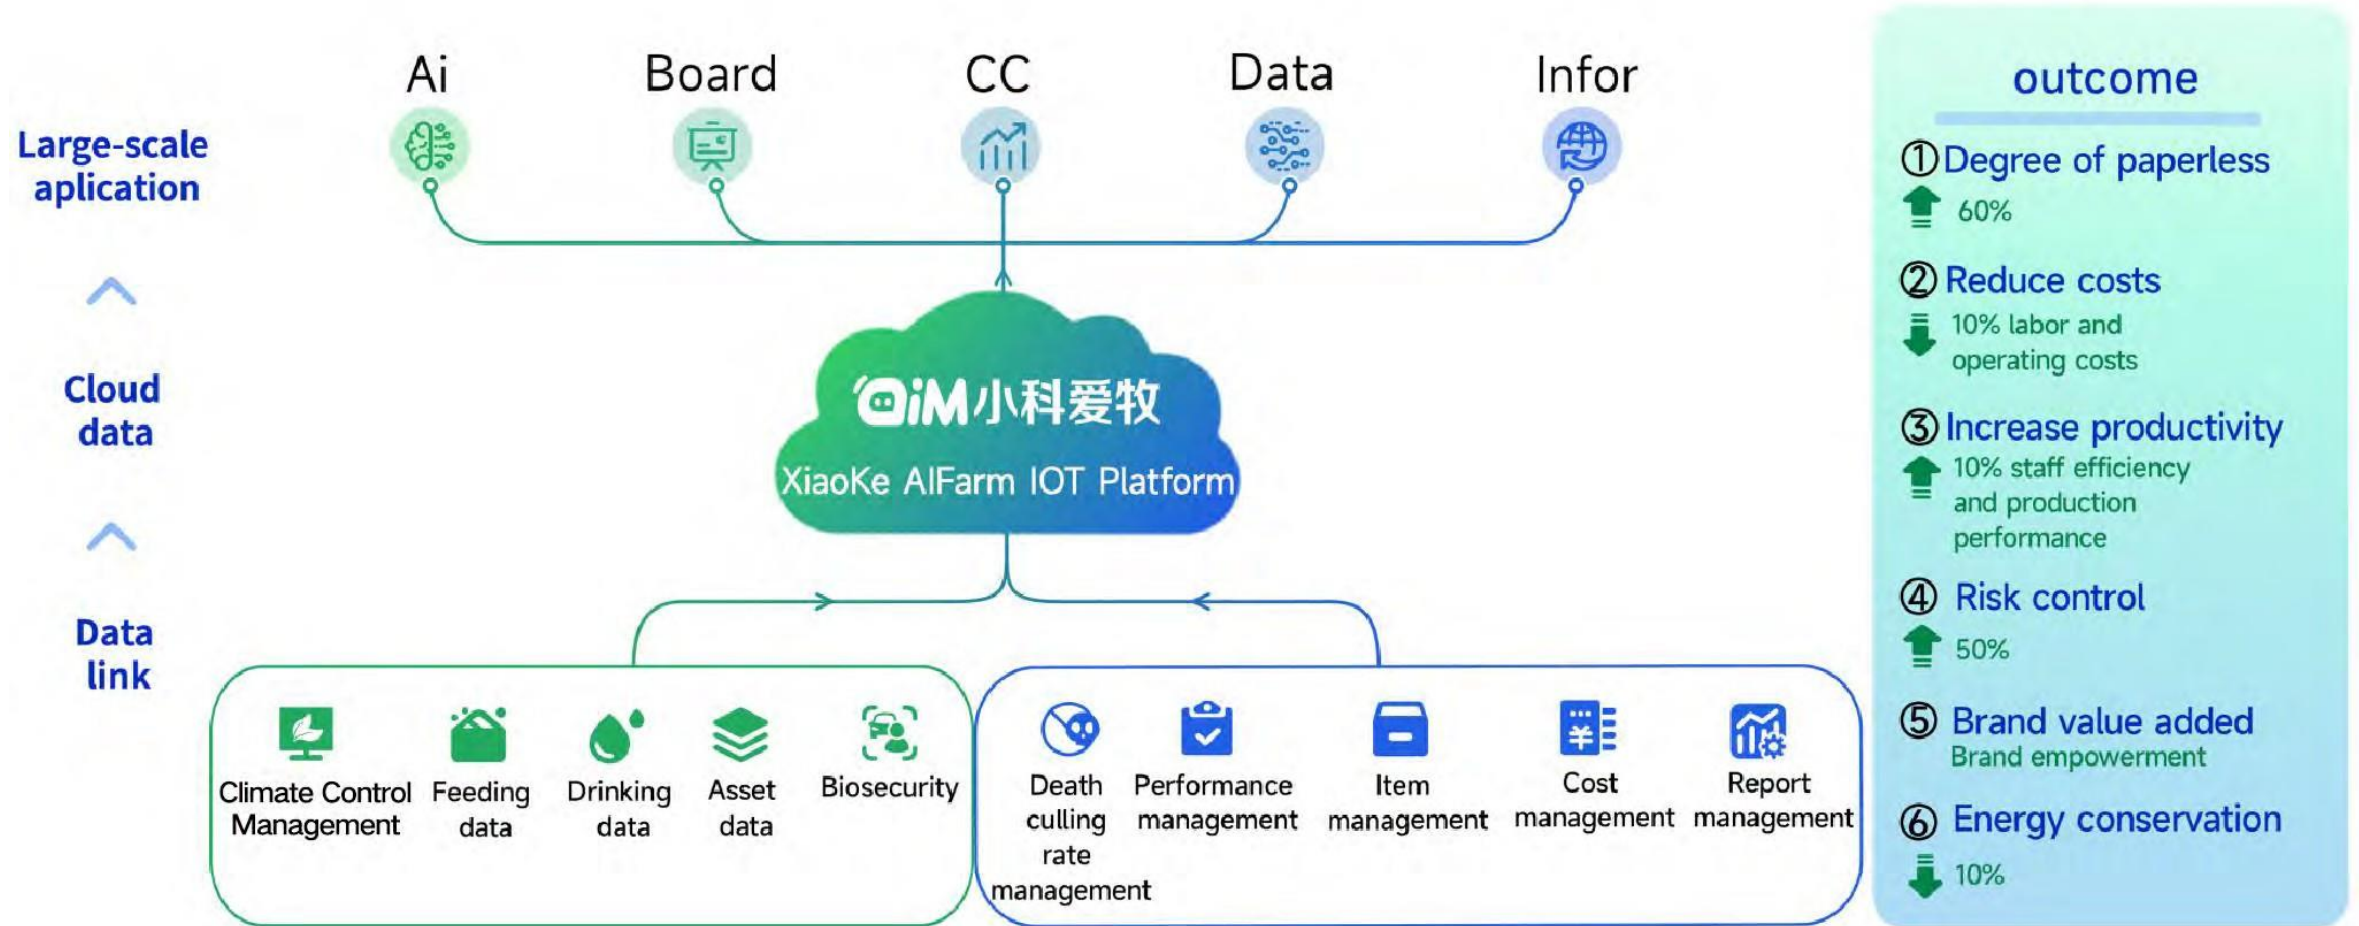 Ai
Board
CC
Data
Infor
Large-scale
aplication
Cloud
data
Data
link
aiM小科爱牧
XiaoKe AIFarm IOT Platform
Climate Control
Management
Feeding
data
Drinking
data
Asset
data
Biosecurity
Death
culling
rate
management
Performance
management
Item
management
Cost
management
Report
management
outcome
①Degree of paperless
60%
②Reduce costs
10% labor and
operating costs
③Increase productivity
10% staff efficiency
and production
performance
④ Risk control
50%
⑤ Brand value added
Brand empowerment
⑥ Energy conservation
10%